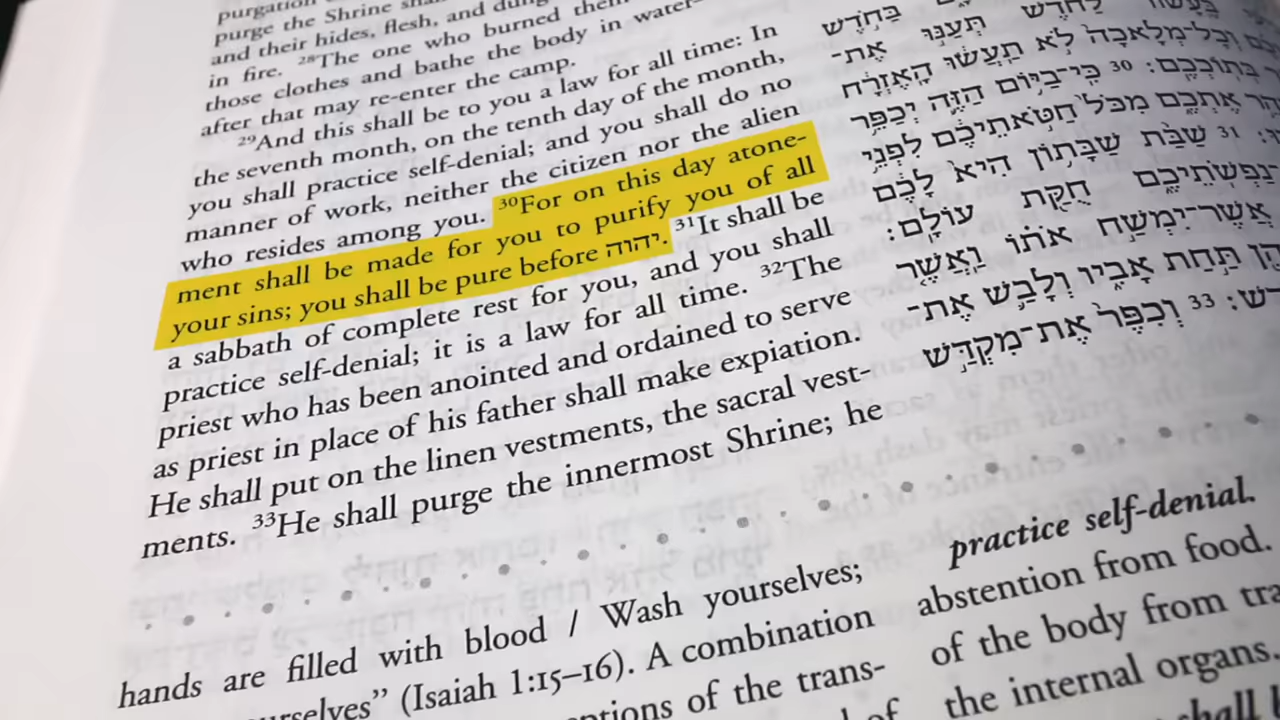 purgation
purge the Shrine
and their hides, flesh, and dung
in fire. ²⁸The one who burned them
those clothes and bathe the body in water
after that may re-enter the camp.
²⁹And this shall be to you a law for all time: In
the seventh month, on the tenth day of the month,
you shall practice self-denial; and you shall do no
manner of work, neither the citizen nor the alien
who resides among you. ³⁰For on this day atone-
ment shall be made for you to purify you of all
your sins; you shall be pure before יהוה. ³¹It shall be
a sabbath of complete rest for you, and you shall
practice self-denial; it is a law for all time. ³²The
priest who has been anointed and ordained to serve
as priest in place of his father shall make expiation.
He shall put on the linen vestments, the sacral vest-
ments. ³³He shall purge the innermost Shrine; he
בַּחֹדֶשׁ
תְּעַנּוּ אֶת־
לֹא תַעֲשׂוּ הָאֶזְרָח
בְּתוֹכְכֶם׃ 30 כִּי־בַיּוֹם הַזֶּה יְכַפֵּר
אֶתְכֶם מִכֹּל חַטֹּאתֵיכֶם לִפְנֵי
31 שַׁבַּת שַׁבָּתוֹן הִיא לָכֶם
נַפְשֹׁתֵיכֶם חֻקַּת עוֹלָם׃
אֲשֶׁר־יִמְשַׁח אֹתוֹ וַאֲשֶׁר
תַּחַת אָבִיו וְלָבַשׁ אֶת־
33 וְכִפֶּר אֶת־מִקְדַּשׁ
hands are filled with blood / Wash yourselves;
(Isaiah 1:15–16). A combination
of the trans-
of
practice self-denial.
abstention from food.
of the body from
the internal organs.
shall